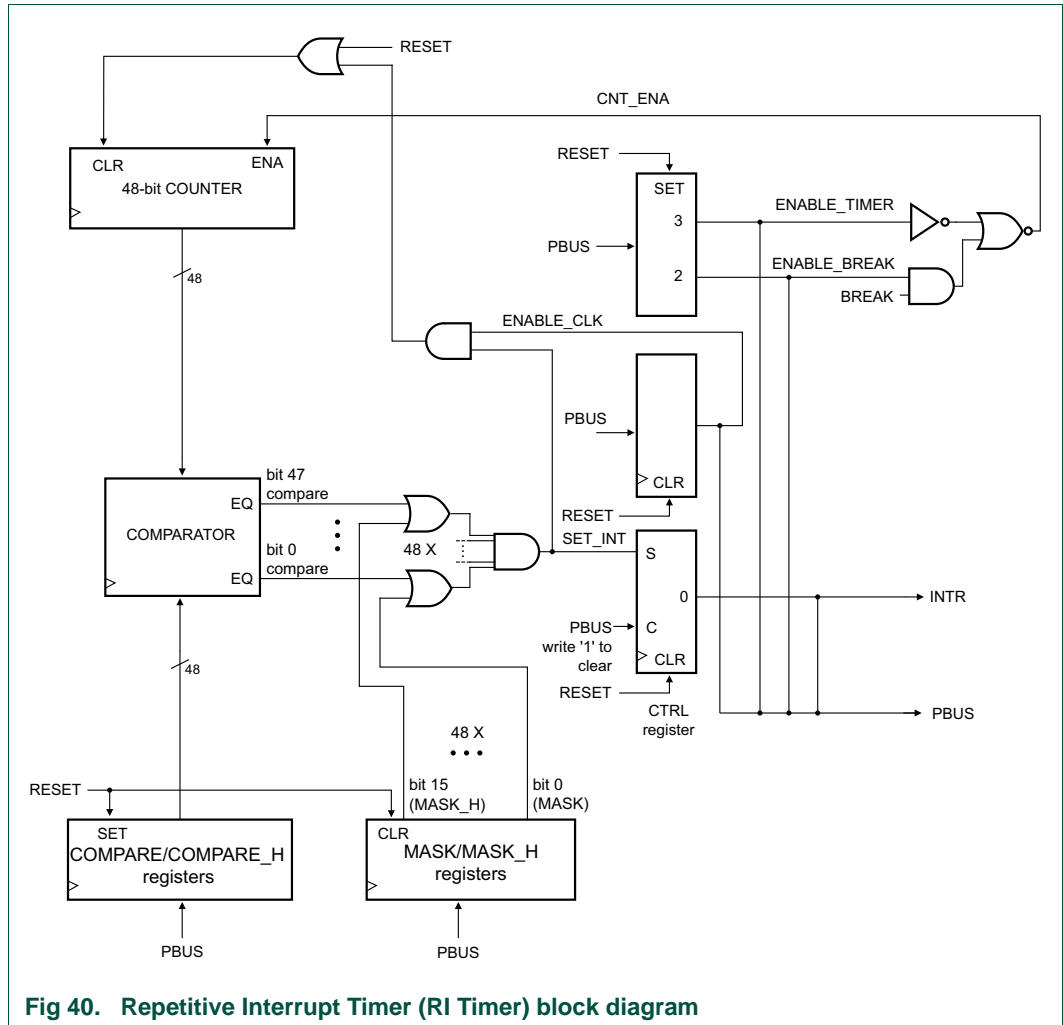 RESET
CNT_ENA
RESET
CLR
ENA
48-bit COUNTER
SET
3
ENABLE_TIMER
PBUS
48
2
ENABLE_BREAK
BREAK
ENABLE_CLK
PBUS
CLR
RESET
bit 47
compare
EQ
COMPARATOR
48 X
bit 0
compare
EQ
SET_INT
S
0
INTR
PBUS
write '1' to
clear
C
CLR
RESET
CTRL
register
PBUS
48
48 X
RESET
bit 15
(MASK_H)
bit 0
(MASK)
SET
COMPARE/COMPARE_H
registers
CLR
MASK/MASK_H
registers
PBUS
PBUS
Fig 40. Repetitive Interrupt Timer (RI Timer) block diagram